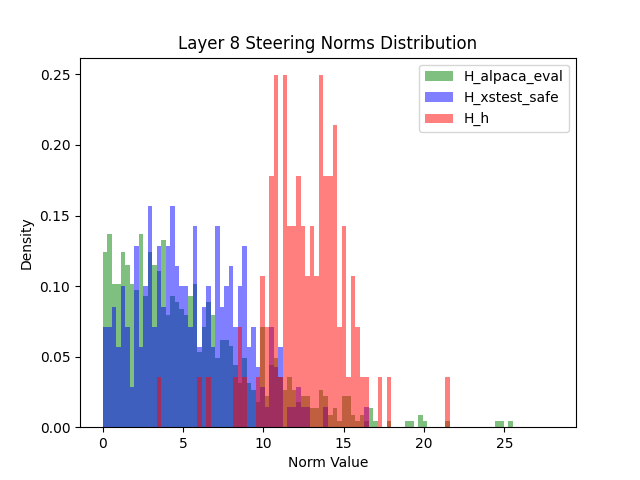 Layer 8 Steering Norms Distribution
0.25
0.20
0.15
0.10
0.05
0.00
Density
H_alpaca_eval
H_xstest_safe
H_h
0
5
10
15
20
25
Norm Value